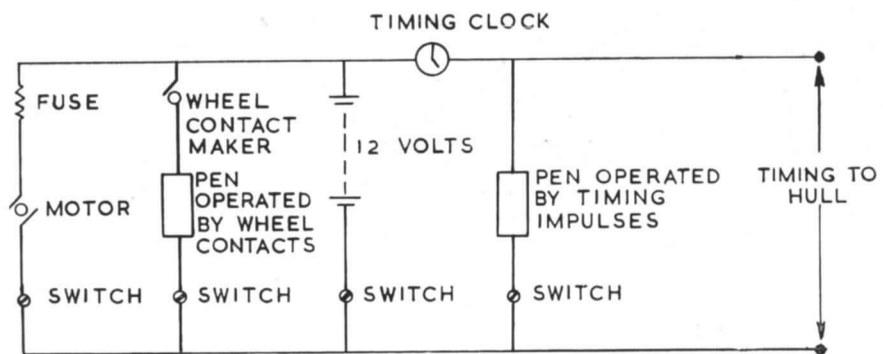 TIMING CLOCK
FUSE
WHEEL
CONTACT
MAKER
12 VOLTS
MOTOR
PEN
OPERATED
BY WHEEL
CONTACTS
PEN OPERATED
BY TIMING
IMPULSES
TIMING TO
HULL
SWITCH
SWITCH
SWITCH
SWITCH